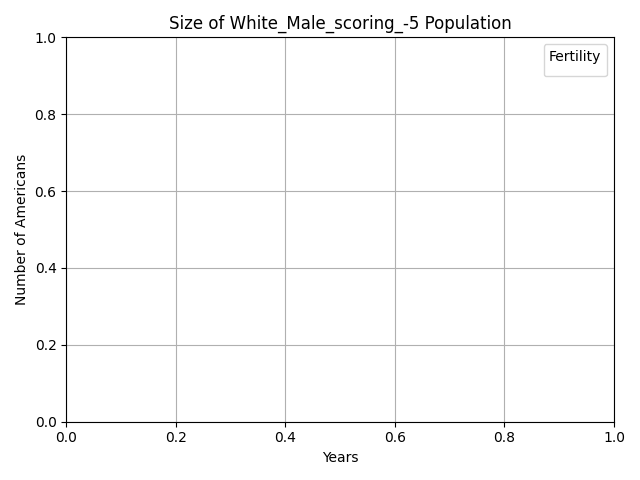 Size of White_Male_scoring_-5 Population
Fertility
Number of Americans
1.0
0.8
0.6
0.4
0.2
0.0
0.0 0.2 0.4 0.6 0.8 1.0
Years